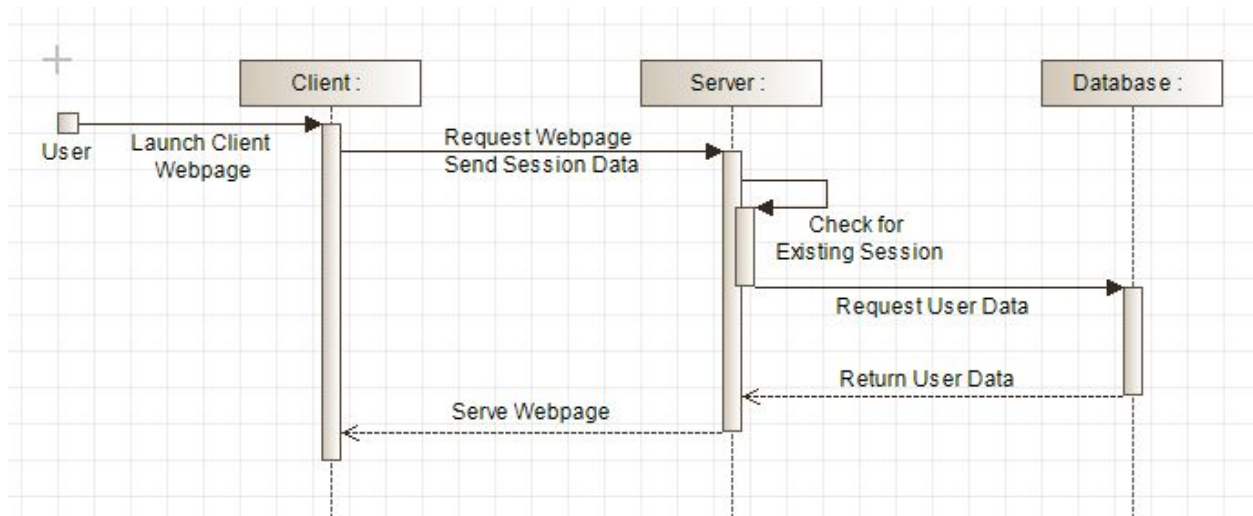 Client :
Server :
Database :
User
Launch Client
Webpage
Request Webpage
Send Session Data
Check for
Existing Session
Request User Data
Return User Data
Serve Webpage